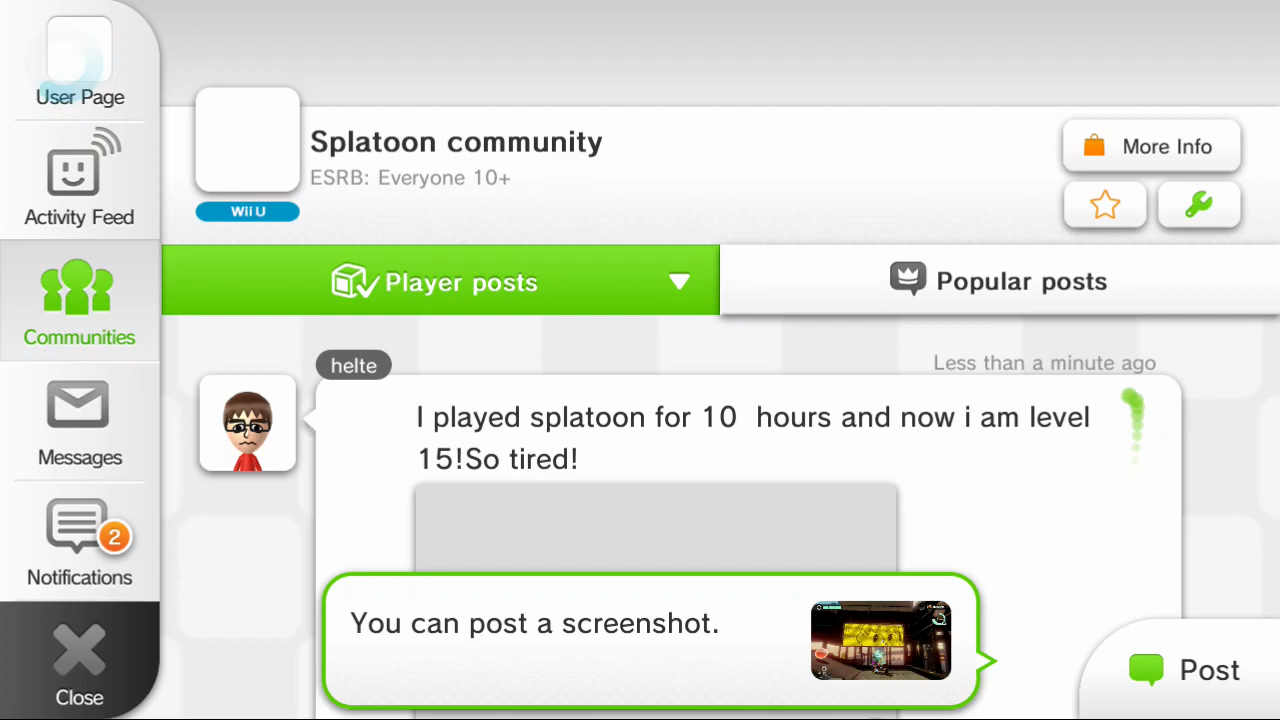 User Page
Activity Feed
Communities
Messages
2
Notifications
Close
Splatoon community
ESRB: Everyone 10+
Wii U
More Info
Player posts
Popular posts
helte
Less than a minute ago
I played splatoon for 10  hours and now i am level
15!So tired!
You can post a screenshot.
Post